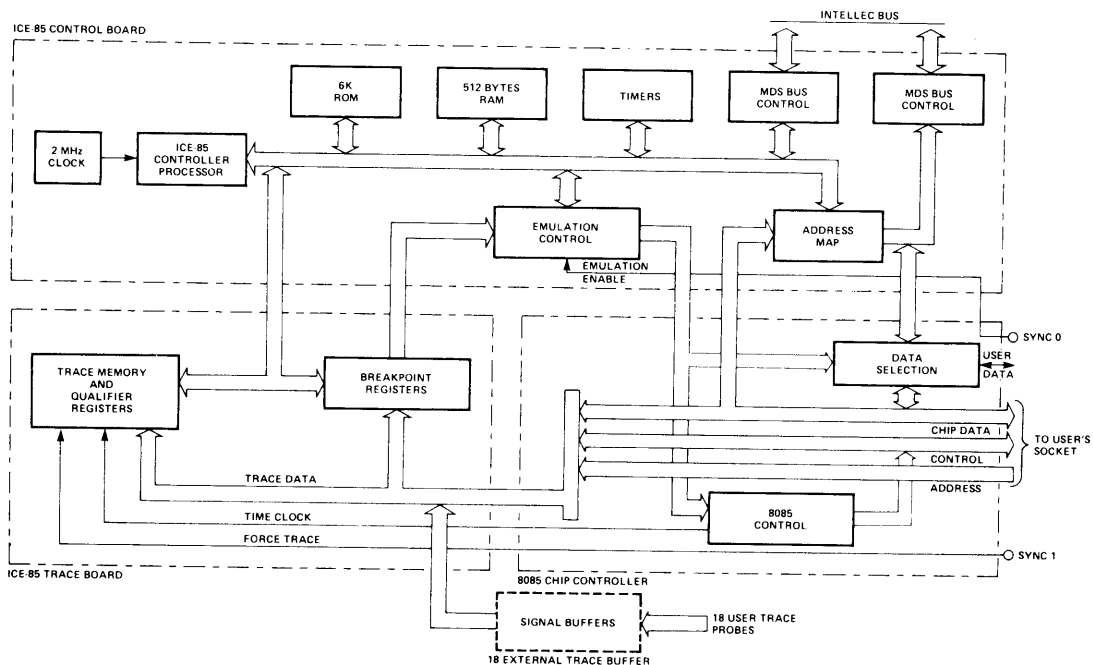 INTELLEC BUS
ICE-85 CONTROL BOARD
6K
ROM
512 BYTES
RAM
TIMERS
MDS BUS
CONTROL
MDS BUS
CONTROL
2 MHz
CLOCK
ICE-85
CONTROLLER
PROCESSOR
EMULATION
CONTROL
ADDRESS
MAP
EMULATION
ENABLE
SYNC 0
TRACE MEMORY
AND
QUALIFIER
REGISTERS
BREAKPOINT
REGISTERS
DATA
SELECTION
USER
DATA
CHIP DATA
CONTROL
ADDRESS
TO USER'S
SOCKET
TRACE DATA
TIME CLOCK
FORCE TRACE
8085
CONTROL
SYNC 1
ICE-85 TRACE BOARD
8085 CHIP CONTROLLER
SIGNAL BUFFERS
18 USER TRACE
PROBES
18 EXTERNAL TRACE BUFFER